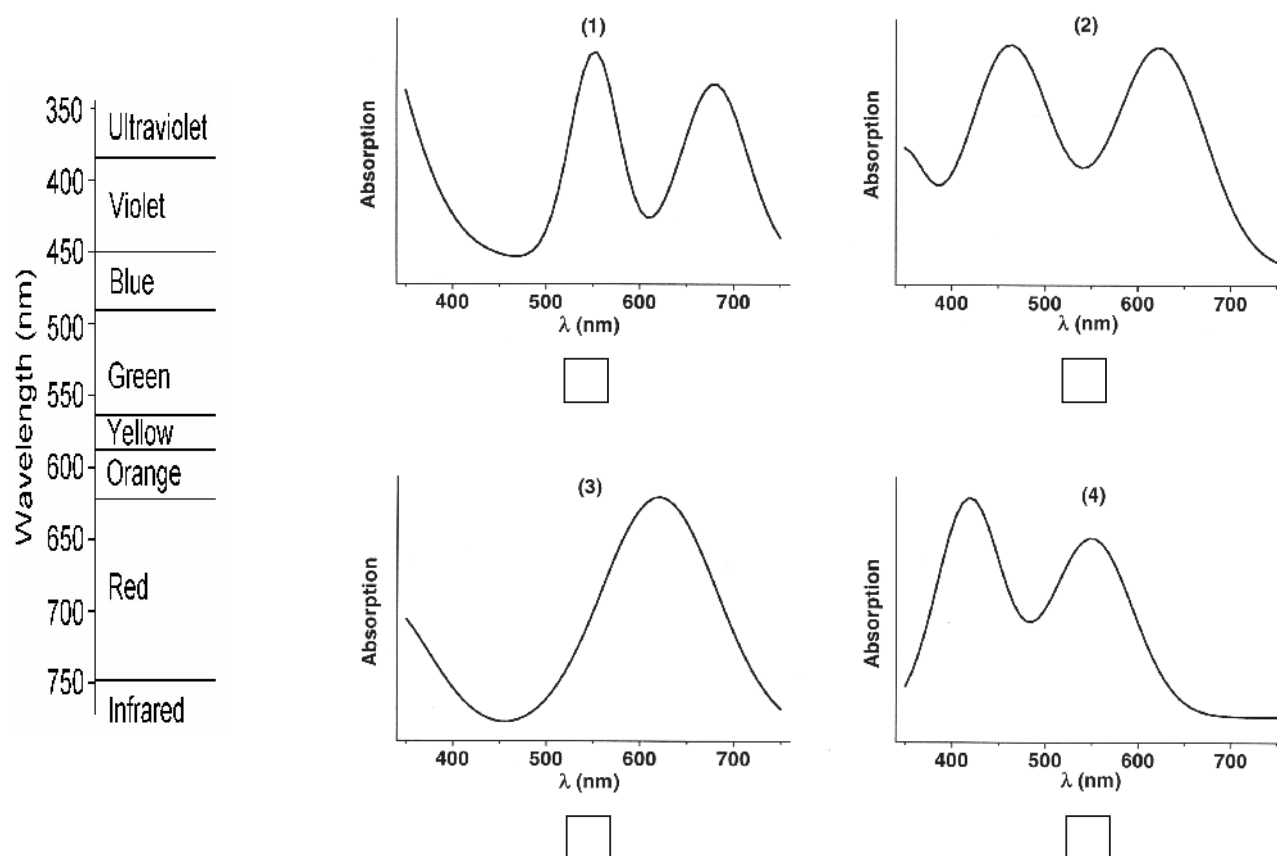 Wavelength (nm)
350
400
450
500
550
600
650
700
750
Ultraviolet
Violet
Blue
Green
Yellow
Orange
Red
Infrared
(1)
Absorption
400 500 600 700
λ (nm)
(2)
Absorption
400 500 600 700
λ (nm)
(3)
Absorption
400 500 600 700
λ (nm)
(4)
Absorption
400 500 600 700
λ (nm)